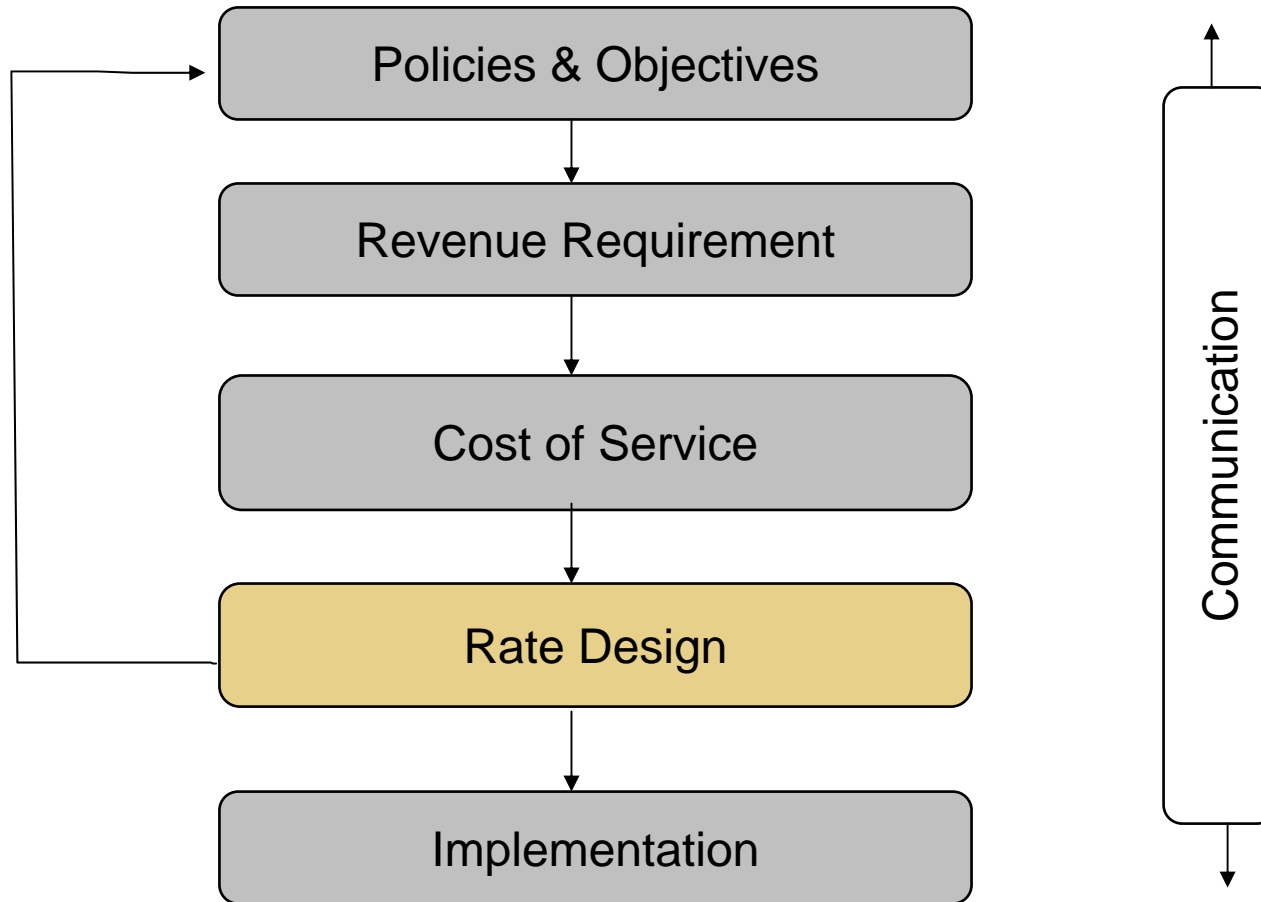 Policies & Objectives
Revenue Requirement
Cost of Service
Rate Design
Implementation
Communication